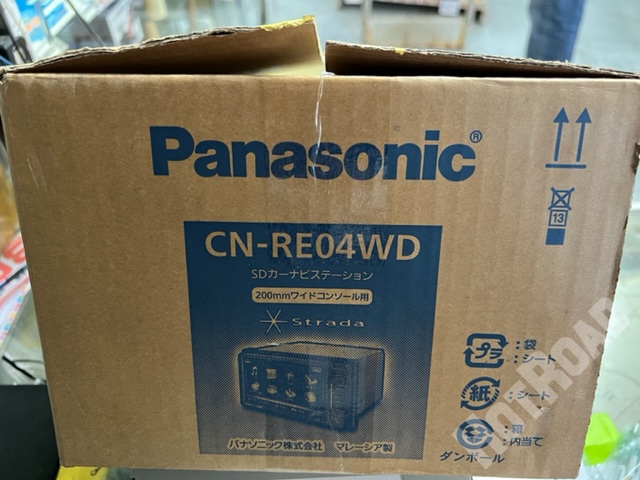 Panasonic®
CN-RE04WD
SDカーナビステーション
200mmワイドコンソール用
Strada
パナソニック株式会社 マレーシア製
13
プラ
:袋
:シート
紙
:シート
:箱
:内当て
ダンボール